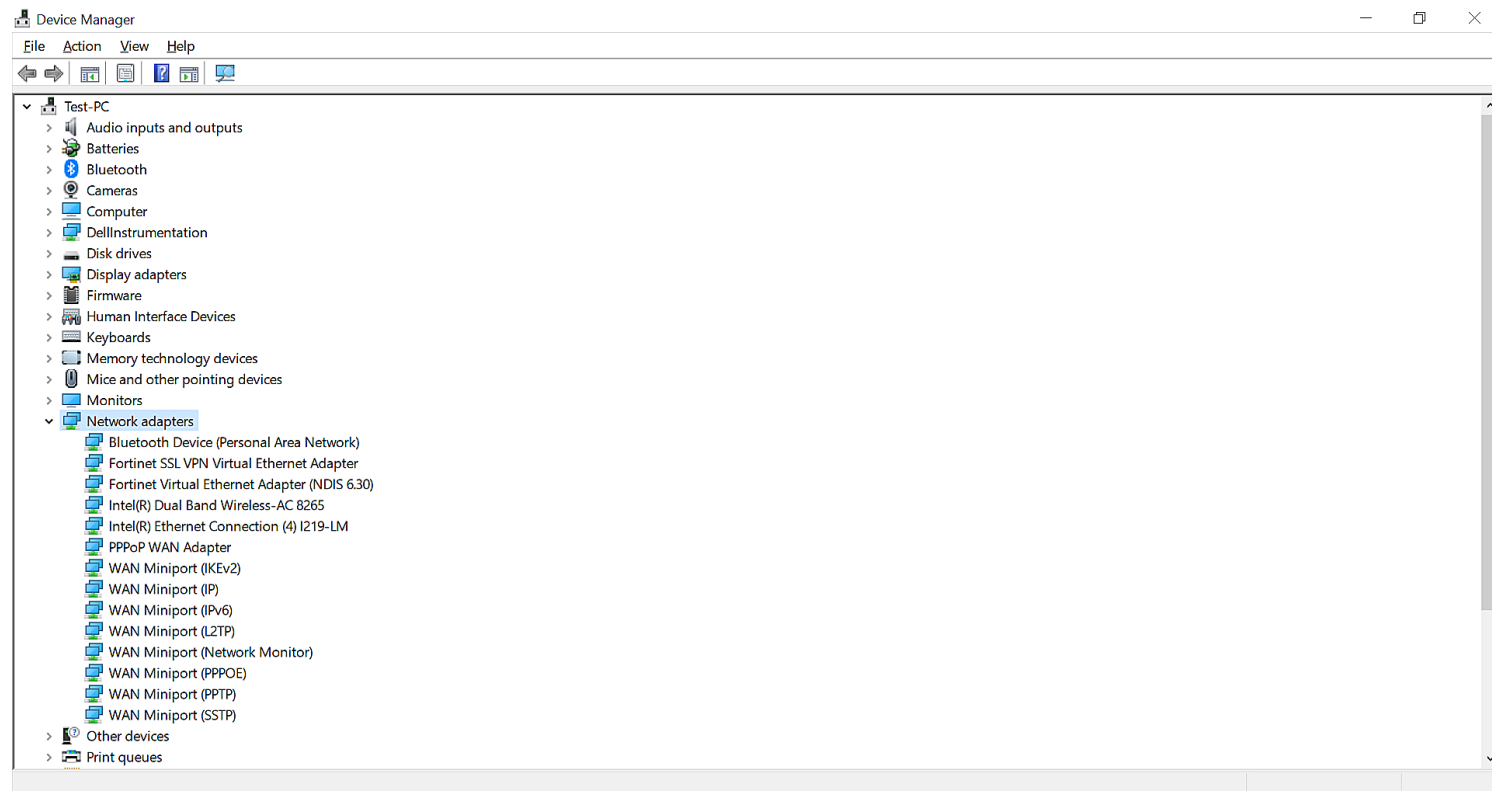 Device Manager
File Action View Help
Test-PC
Audio inputs and outputs
Batteries
Bluetooth
Cameras
Computer
DellInstrumentation
Disk drives
Display adapters
Firmware
Human Interface Devices
Keyboards
Memory technology devices
Mice and other pointing devices
Monitors
Network adapters
Bluetooth Device (Personal Area Network)
Fortinet SSL VPN Virtual Ethernet Adapter
Fortinet Virtual Ethernet Adapter (NDIS 6.30)
Intel(R) Dual Band Wireless-AC 8265
Intel(R) Ethernet Connection (4) I219-LM
PPPoP WAN Adapter
WAN Miniport (IKEv2)
WAN Miniport (IP)
WAN Miniport (IPv6)
WAN Miniport (L2TP)
WAN Miniport (Network Monitor)
WAN Miniport (PPPOE)
WAN Miniport (PPTP)
WAN Miniport (SSTP)
Other devices
Print queues